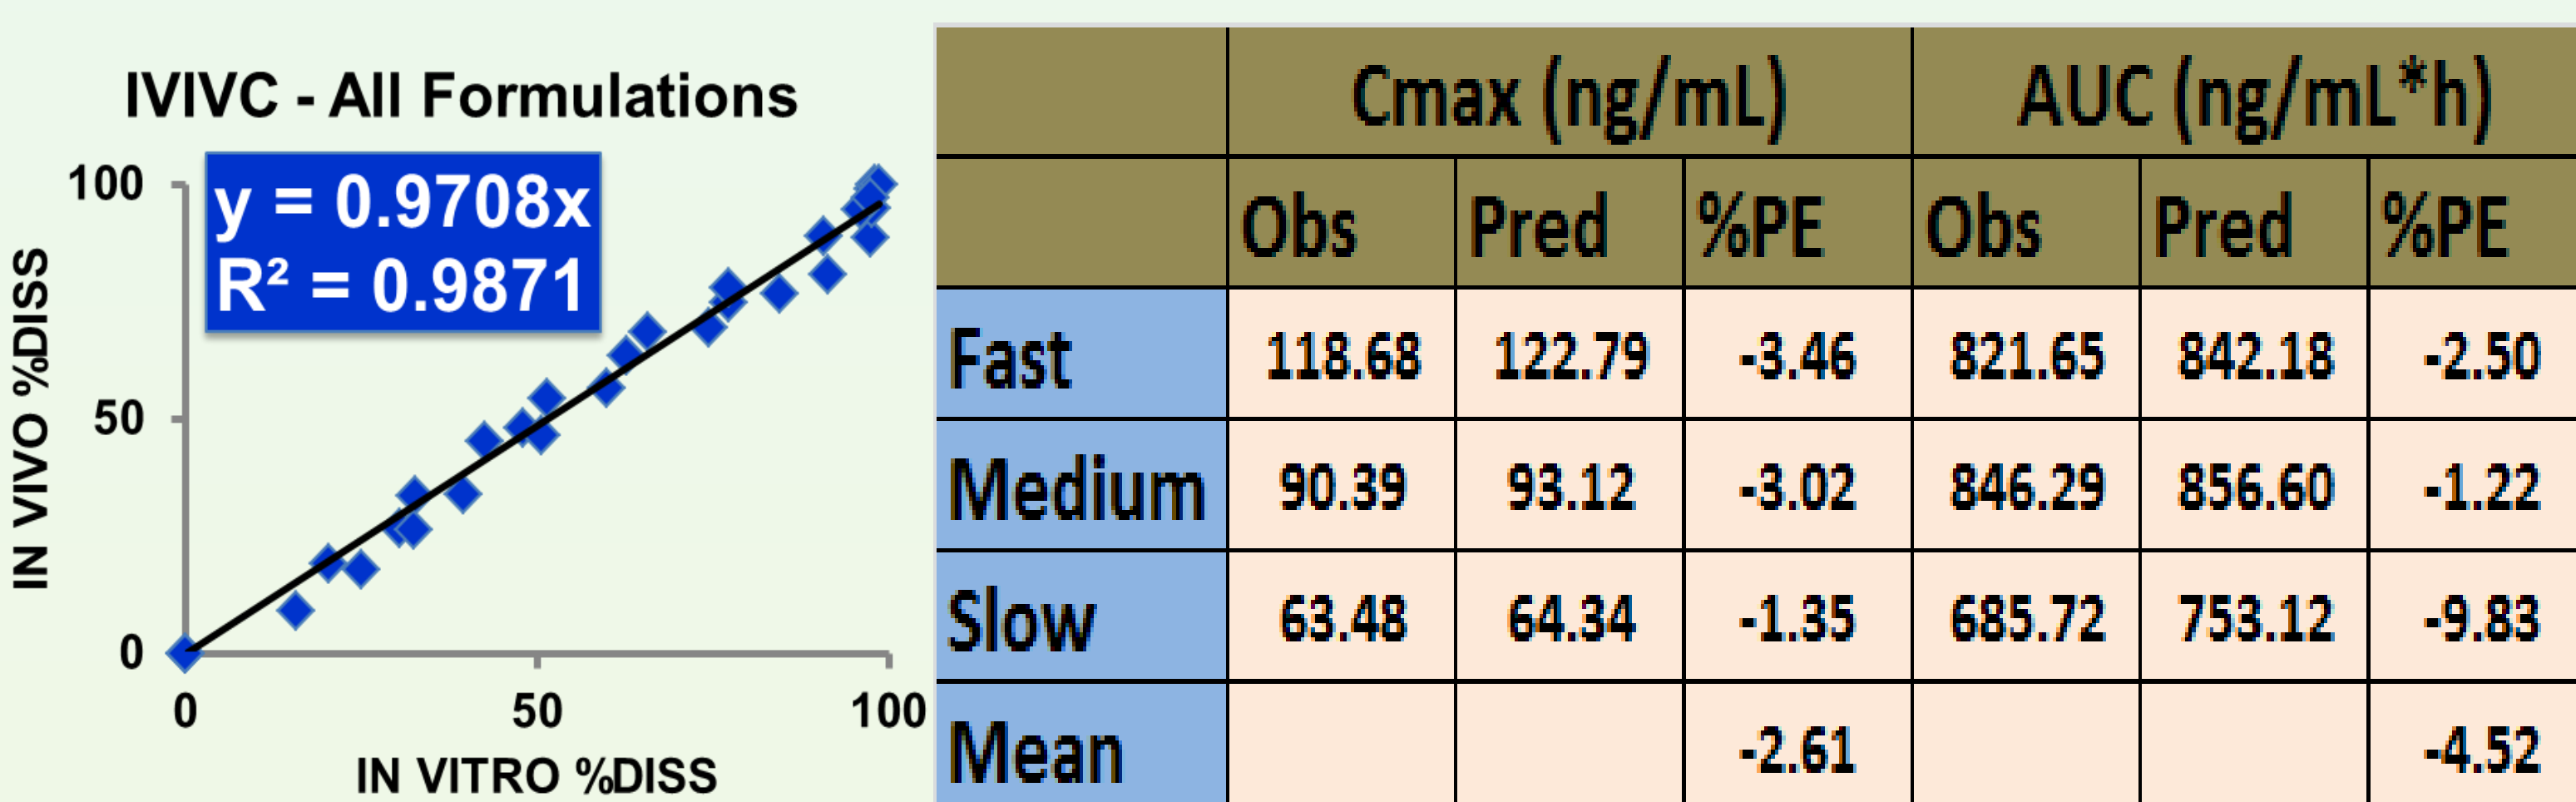 IVIVC - All Formulations
y = 0.9708x
R² = 0.9871
IN VIVO %DISS
100
50
0
0 50 100
IN VITRO %DISS
Cmax (ng/mL) AUC (ng/mL*h)
Obs Pred %PE Obs Pred %PE
Fast 118.68 122.79 -3.46 821.65 842.18 -2.50
Medium 90.39 93.12 -3.02 846.29 856.60 -1.22
Slow 63.48 64.34 -1.35 685.72 753.12 -9.83
Mean -2.61 -4.52